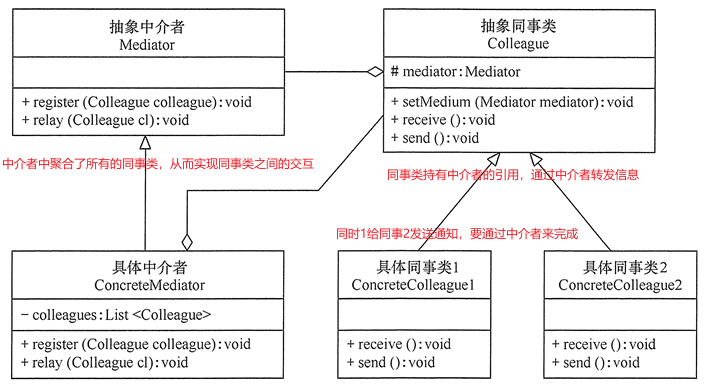 抽象中介者
Mediator
+ register (Colleague colleague): void
+ relay (Colleague cl): void
抽象同事类
Colleague
# mediator: Mediator
+ setMedium (Mediator mediator): void
+ receive (): void
+ send (): void
中介者中聚合了所有的同事类，从而实现同事类之间的交互
同事类持有中介者的引用，通过中介者转发信息
同时1给同事2发送通知，要通过中介者来完成
具体中介者
ConcreteMediator
− colleagues: List <Colleague>
+ register (Colleague colleague): void
+ relay (Colleague cl): void
具体同事类1
ConcreteColleague1
+ receive (): void
+ send (): void
具体同事类2
ConcreteColleague2
+ receive (): void
+ send (): void